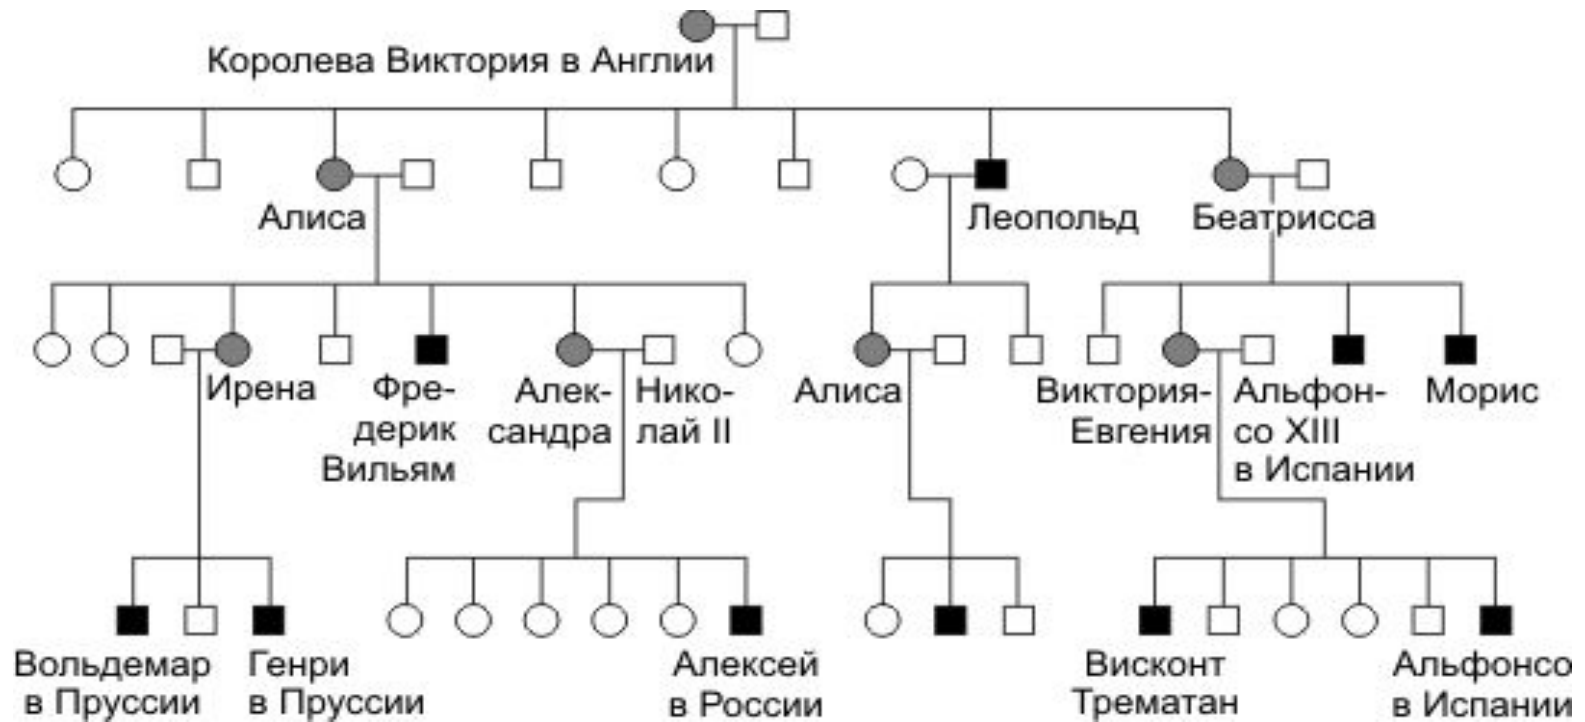 Королева Виктория в Англии
Алиса
Леопольд
Беатрисса
Ирена
Фре-
дерик
Вильям
Алек-
сандра
Нико-
лай II
Алиса
Виктория-
Евгения
Альфон-
со XIII
в Испании
Морис
Вольдемар
в Пруссии
Генри
в Пруссии
Алексей
в России
Висконт
Трематан
Альфонсо
в Испании